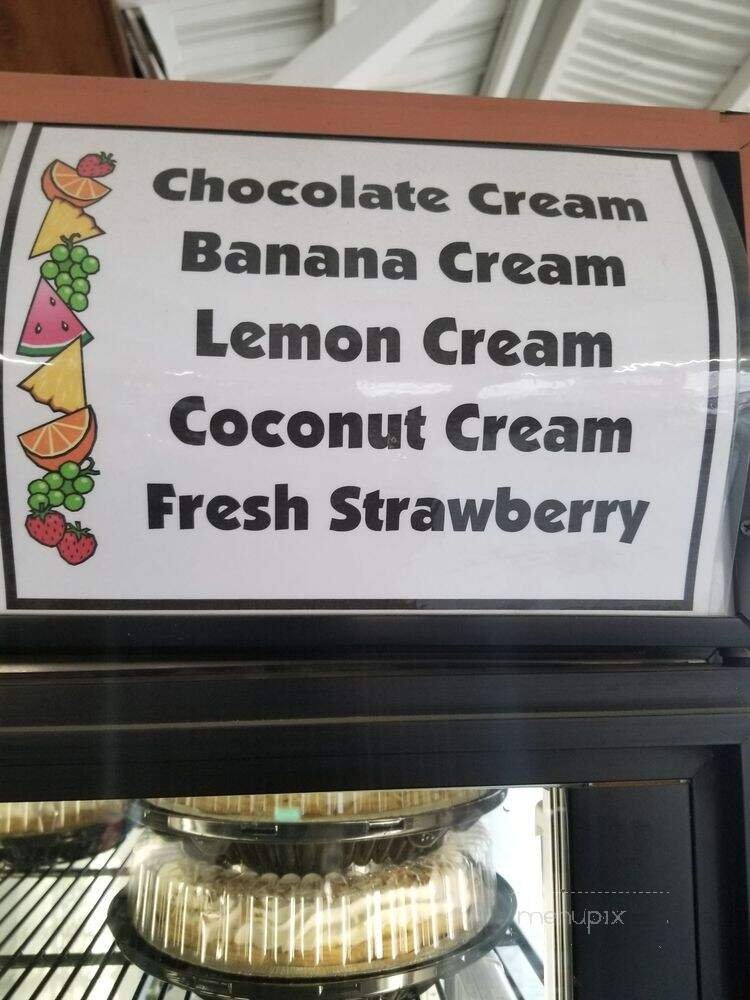 Chocolate Cream
Banana Cream
Lemon Cream
Coconut Cream
Fresh Strawberry
menupix